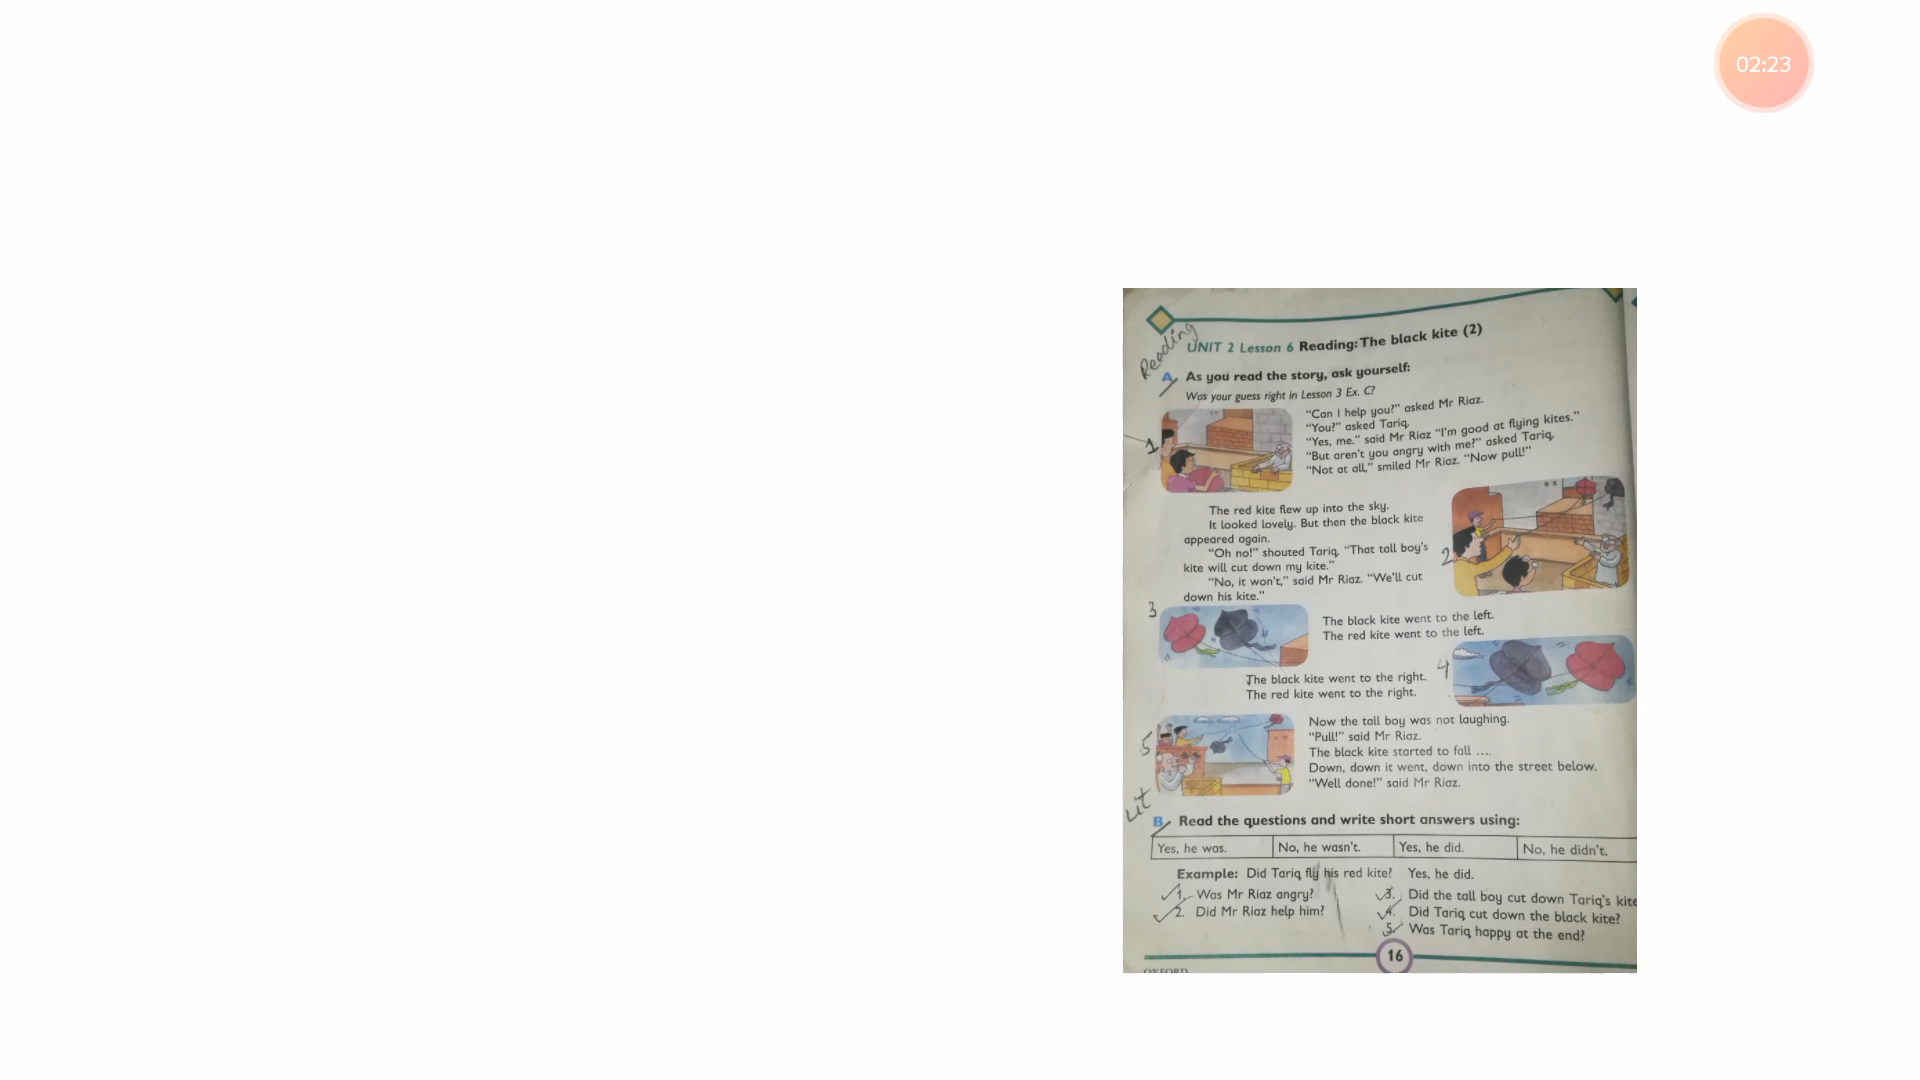 02:23
Reading
UNIT 2 Lesson 6 Reading: The black kite (2)
A As you read the story, ask yourself:
Was your guess right in Lesson 3 Ex. C?
1
"Can I help you?" asked Mr Riaz.
"You?" asked Tariq.
"Yes, me." said Mr Riaz "I'm good at flying kites."
"But aren't you angry with me?" asked Tariq.
"Not at all," smiled Mr Riaz. "Now pull!"
The red kite flew up into the sky.
It looked lovely. But then the black kite
appeared again.
"Oh no!" shouted Tariq. "That tall boy's
kite will cut down my kite."
"No, it won't," said Mr Riaz. "We'll cut
down his kite."
2
3
The black kite went to the left.
The red kite went to the left.
The black kite went to the right.
The red kite went to the right.
4
5
Now the tall boy was not laughing.
"Pull!" said Mr Riaz.
The black kite started to fall ....
Down, down it went, down into the street below.
"Well done!" said Mr Riaz.
B Read the questions and write short answers using:
Yes, he was. No, he wasn't. Yes, he did. No, he didn't.
Example: Did Tariq fly his red kite? Yes, he did.
1. Was Mr Riaz angry?
2. Did Mr Riaz help him?
3. Did the tall boy cut down Tariq's kite
4. Did Tariq cut down the black kite?
5. Was Tariq happy at the end?
16
OXFORD